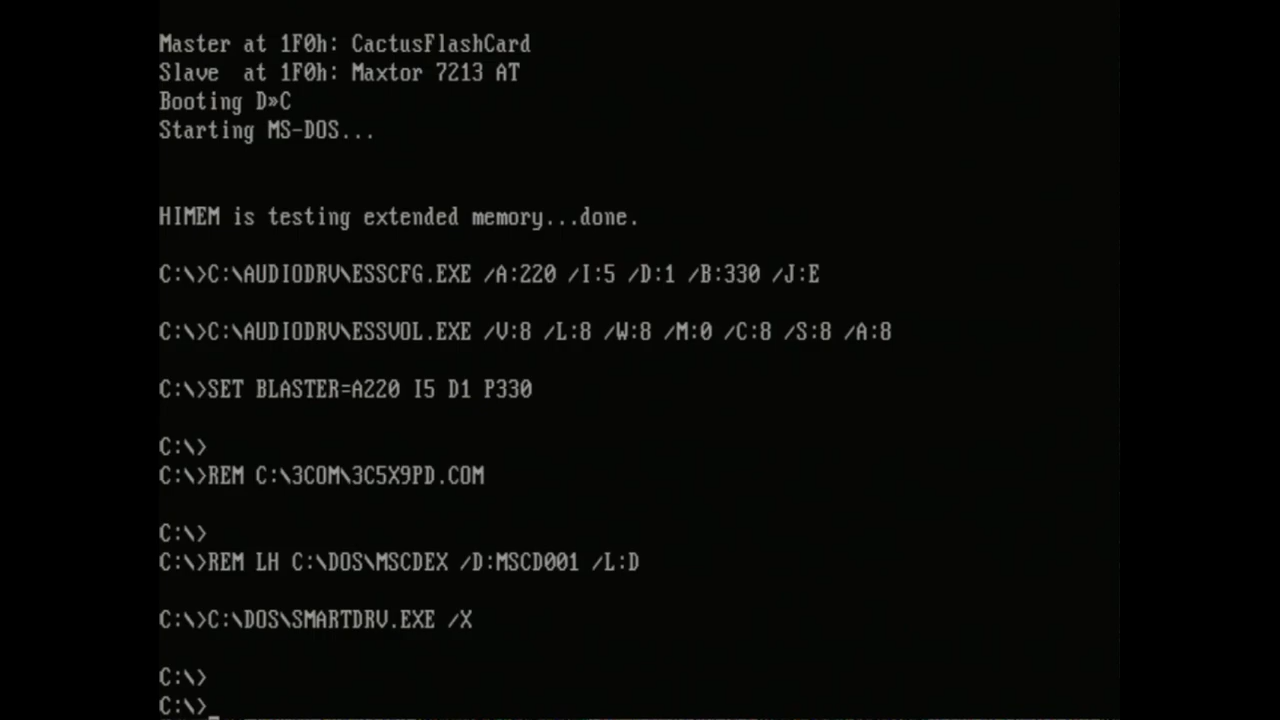 Master at 1F0h: CactusFlashCard
Slave  at 1F0h: Maxtor 7213 AT
Booting D»C
Starting MS-DOS...
HIMEM is testing extended memory...done.
C:\>C:\AUDIODRV\ESSCFG.EXE /A:220 /I:5 /D:1 /B:330 /J:E
C:\>C:\AUDIODRV\ESSVOL.EXE /V:8 /L:8 /W:8 /M:0 /C:8 /S:8 /A:8
C:\>SET BLASTER=A220 I5 D1 P330
C:\>
C:\>REM C:\3COM\3C5X9PD.COM
C:\>
C:\>REM LH C:\DOS\MSCDEX /D:MSCD001 /L:D
C:\>C:\DOS\SMARTDRV.EXE /X
C:\>
C:\>_